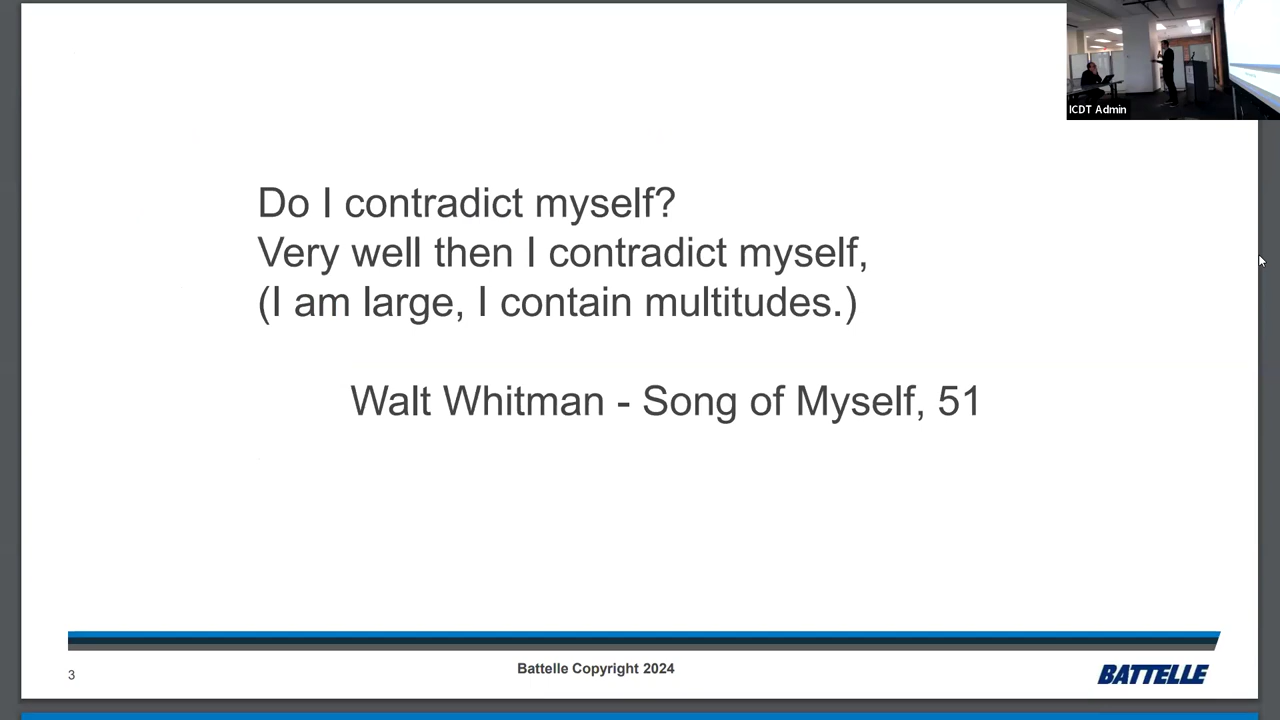 ICDT Admin
Do I contradict myself?
Very well then I contradict myself,
(I am large, I contain multitudes.)
Walt Whitman - Song of Myself, 51
3
Battelle Copyright 2024
BATTELLE